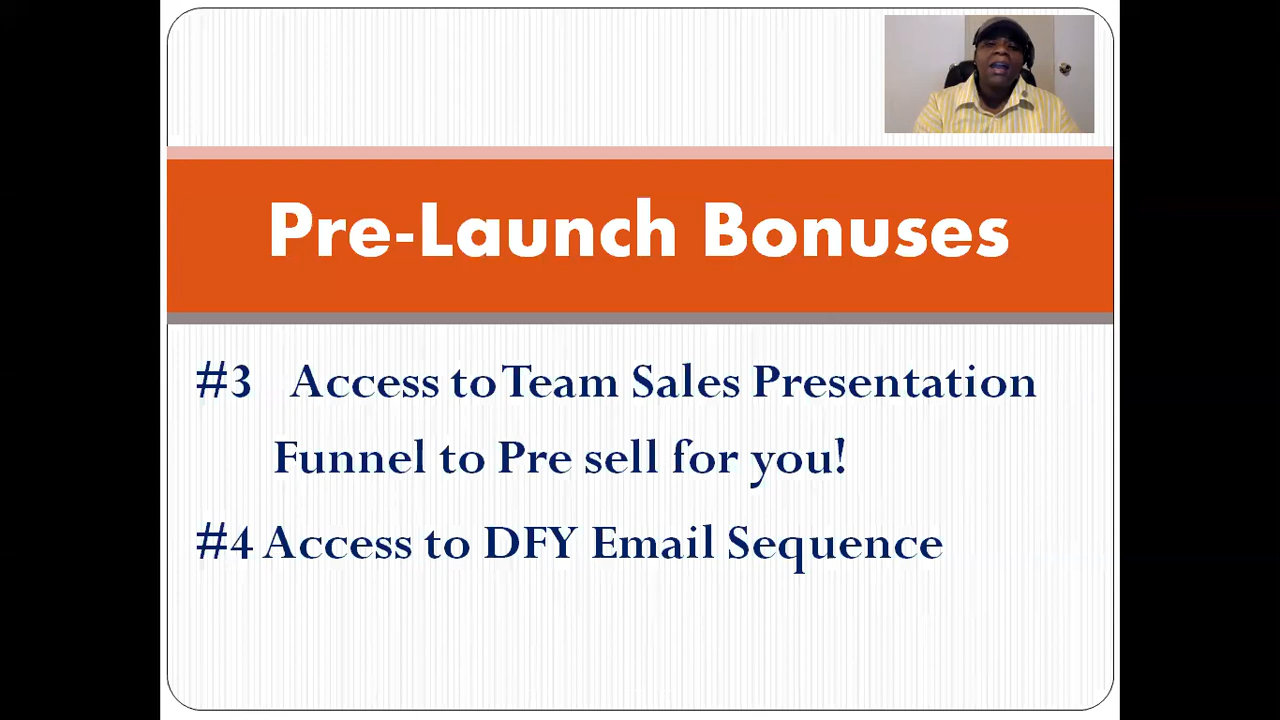 Pre-Launch Bonuses
#3 Access to Team Sales Presentation
Funnel to Pre sell for you!
#4 Access to DFY Email Sequence